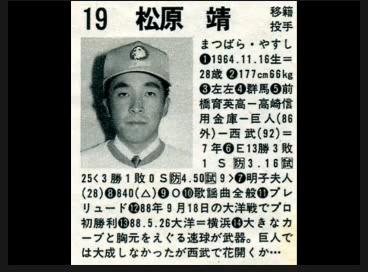 19 松原 靖 移籍投手
まつばら・やすし
❶1964.11.16生=
28歳❷177cm66kg
❸左左❹群馬❺前
橋育英高ー高崎信
用金庫ー巨人(86
外)ー西武(92)=
7年❻E13勝3敗
1S防3.16試
25<3勝1敗0S防4.50試9>❼明子夫人
(28)❽840(△)❾O❿歌謡曲全般⓫プレ
リュード⓬88年9月18日の大洋戦でプロ
初勝利⓭88.5.26大洋=横浜⓮大きなカ
ーブと胸元をえぐる速球が武器。巨人で
は大成しなかったが西武で花開くか…